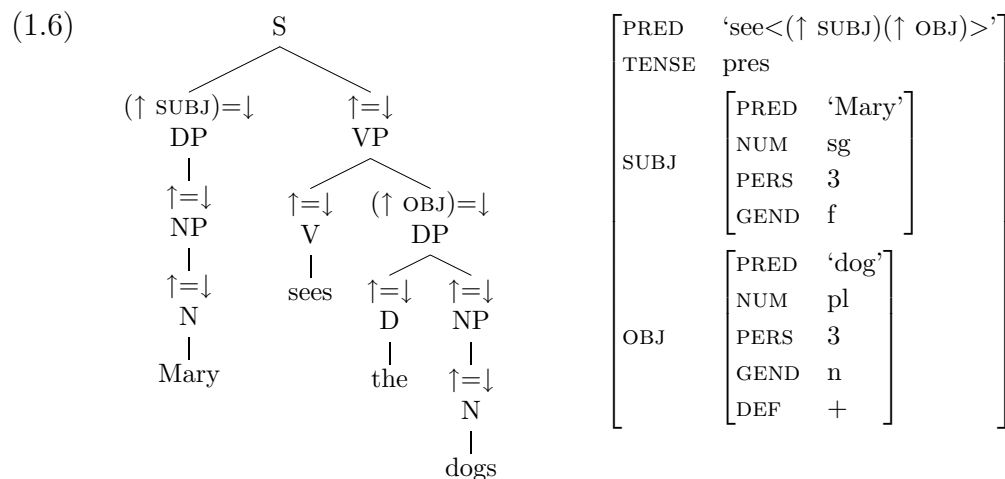 (1.6)
S
(↑ SUBJ)=↓ ↑=↓
DP VP
↑=↓ ↑=↓ (↑ OBJ)=↓
NP V DP
↑=↓ sees ↑=↓ ↑=↓
N D NP
Mary the ↑=↓
N
dogs
PRED ‘see<(↑ SUBJ)(↑ OBJ)>’
TENSE pres
SUBJ
PRED ‘Mary’
NUM sg
PERS 3
GEND f
OBJ
PRED ‘dog’
NUM pl
PERS 3
GEND n
DEF +